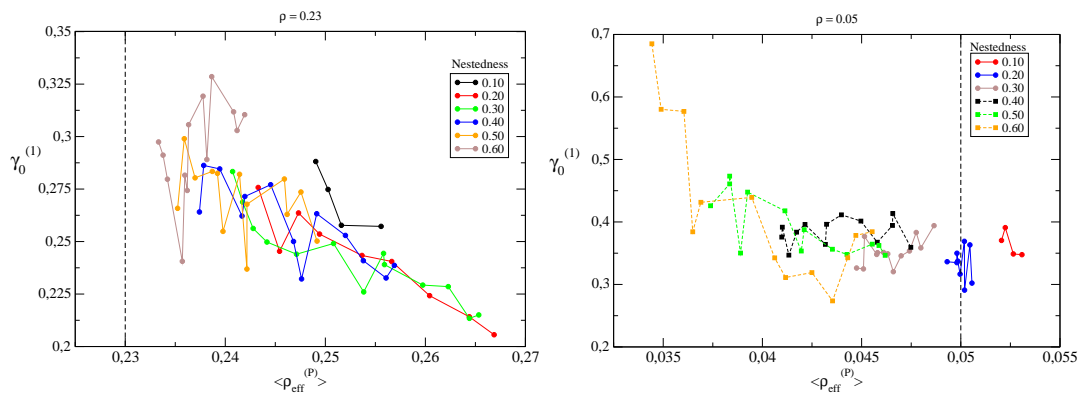 ρ = 0.23
0,35
0,325
0,3
0,275
0,25
0,225
0,2
γ₀⁽¹⁾
Nestedness
0.10
0.20
0.30
0.40
0.50
0.60
0,23 0,24 0,25 0,26 0,27
<ρ_eff^(P)>
ρ = 0.05
0,7
0,6
0,5
0,4
0,3
0,2
γ₀⁽¹⁾
Nestedness
0.10
0.20
0.30
0.40
0.50
0.60
0,035 0,04 0,045 0,05 0,055
<ρ_eff^(P)>